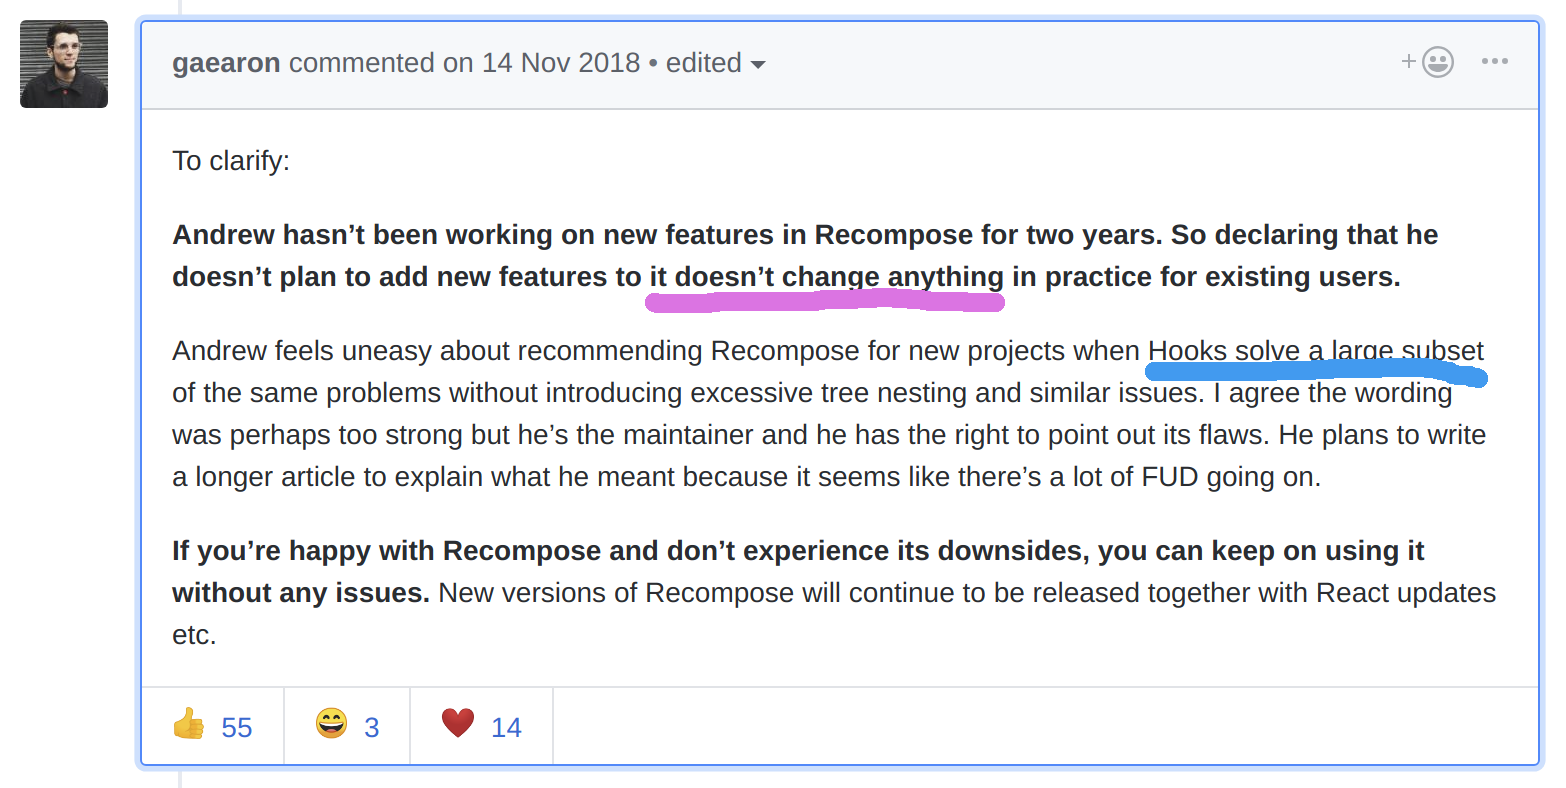 gaearon commented on 14 Nov 2018 • edited
To clarify:
Andrew hasn’t been working on new features in Recompose for two years. So declaring that he
doesn’t plan to add new features to it doesn’t change anything in practice for existing users.
Andrew feels uneasy about recommending Recompose for new projects when Hooks solve a large subset
of the same problems without introducing excessive tree nesting and similar issues. I agree the wording
was perhaps too strong but he’s the maintainer and he has the right to point out its flaws. He plans to write
a longer article to explain what he meant because it seems like there’s a lot of FUD going on.
If you’re happy with Recompose and don’t experience its downsides, you can keep on using it
without any issues. New versions of Recompose will continue to be released together with React updates
etc.
55 3 14